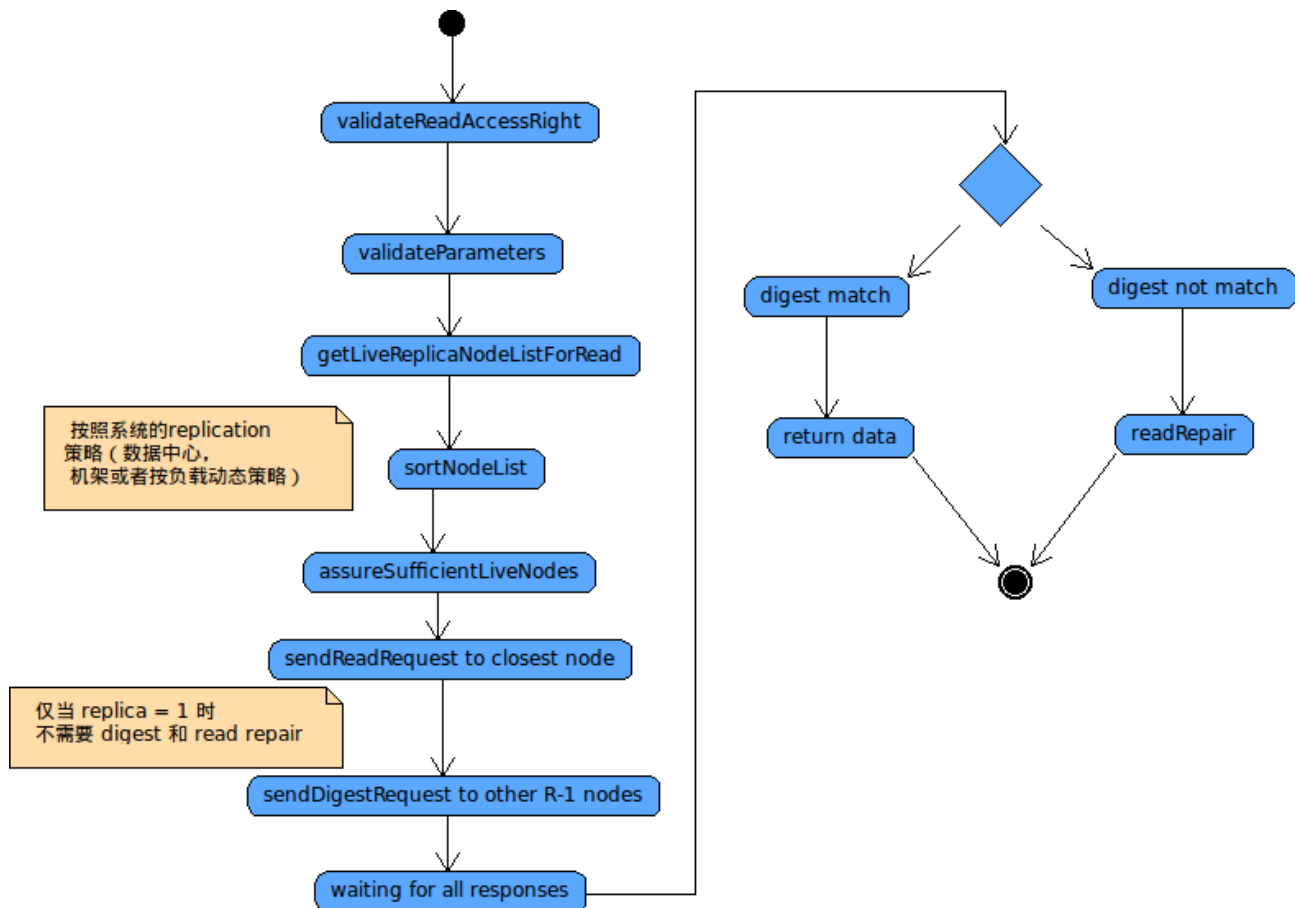 validateReadAccessRight
validateParameters
getLiveReplicaNodeListForRead
按照系统的replication
策略（数据中心，
机架或者按负载动态策略）
sortNodeList
assureSufficientLiveNodes
sendReadRequest to closest node
仅当 replica = 1 时
不需要 digest 和 read repair
sendDigestRequest to other R-1 nodes
waiting for all responses
digest match
digest not match
return data
readRepair